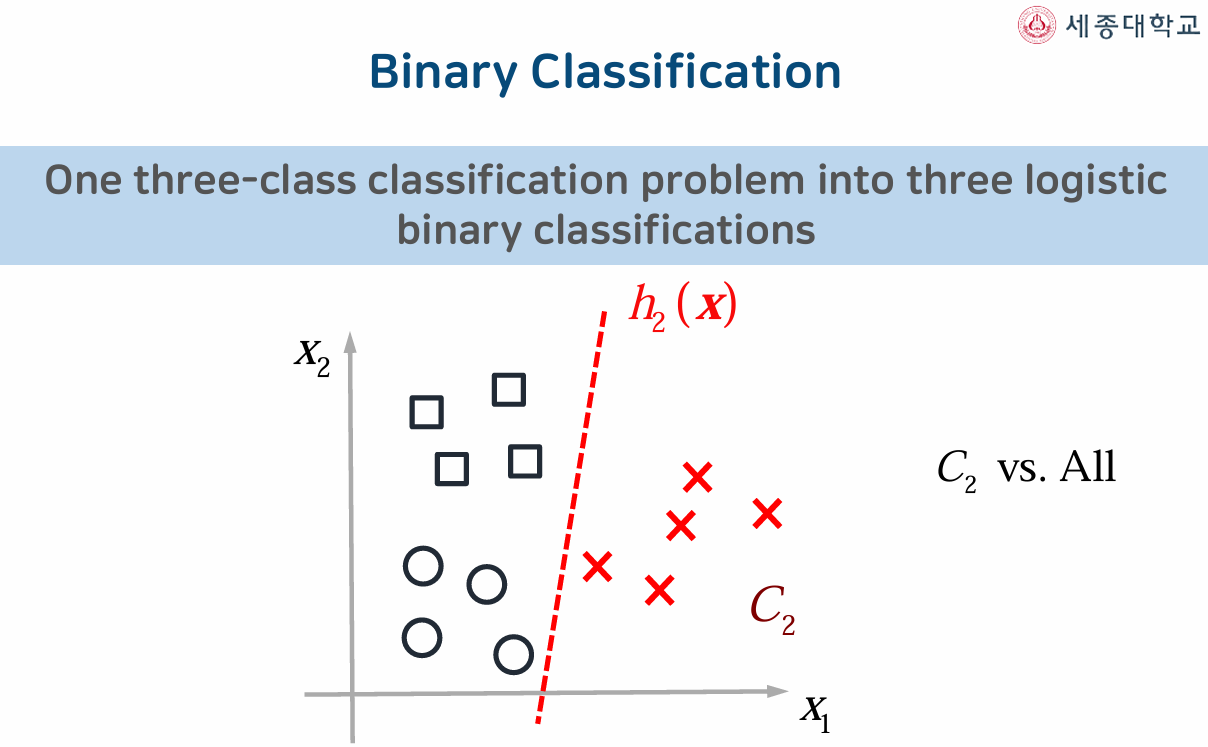 세종대학교
Binary Classification
One three-class classification problem into three logistic
binary classifications
h₂(x)
x₂
C₂ vs. All
C₂
x₁